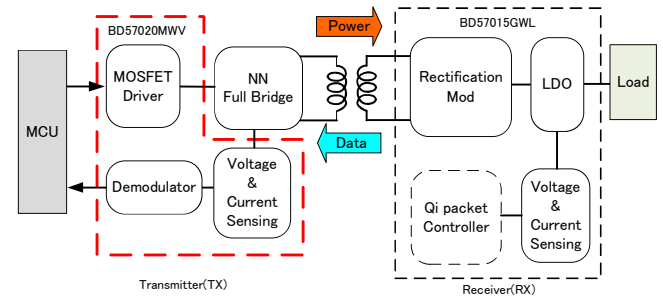 BD57020MWV
Power
BD57015GWL
MCU
MOSFET
Driver
NN
Full Bridge
Rectification
Mod
LDO
Load
Data
Demodulator
Voltage
&
Current
Sensing
Qi packet
Controller
Voltage
&
Current
Sensing
Transmitter(TX)
Receiver(RX)